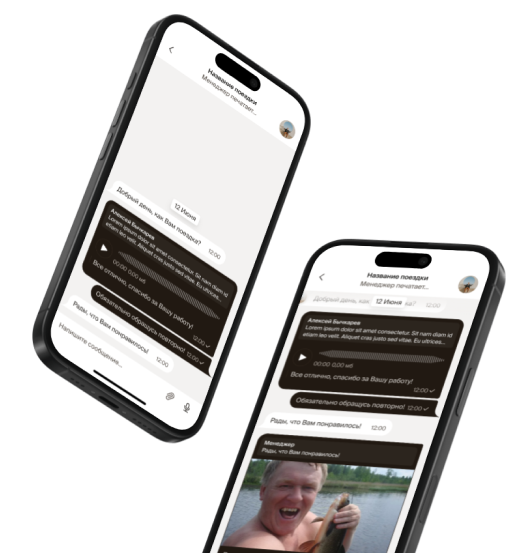 Название поездки
Менеджер печатает...
12 Июня
Добрый день, как Вам поездка?
12:00
Алексей Бычкарев
Lorem ipsum dolor sit amet consectetur. Sit nam diam id
etiam leo velit. Aliquet cras justo sed vitae. Eu ultrices...
00:00 0,00 мб
Все отлично, спасибо за Вашу работу!
12:00
Обязательно обращусь повторно! 12:00
Рады, что Вам понравилось!
12:00
Напишите сообщение...
Название поездки
Менеджер печатает...
Добрый день, как
12 Июня
12:00
Алексей Бычкарев
Lorem ipsum dolor sit amet consectetur. Sit nam diam id
etiam leo velit. Aliquet cras justo sed vitae. Eu ultrices...
00:00 0,00 мб
Все отлично, спасибо за Вашу работу!
12:00
Обязательно обращусь повторно! 12:00
Рады, что Вам понравилось!
12:00
Менеджер
Рады, что Вам понравилось!